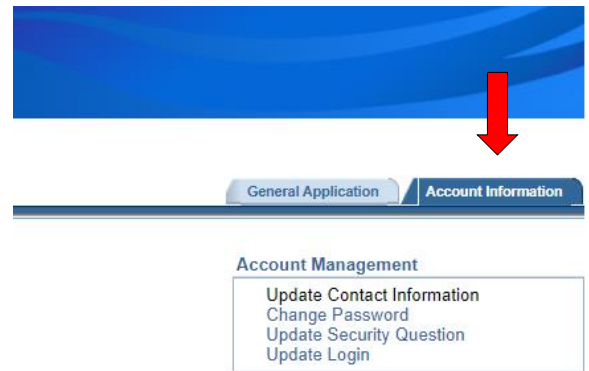 General Application Account Information
Account Management
Update Contact Information
Change Password
Update Security Question
Update Login